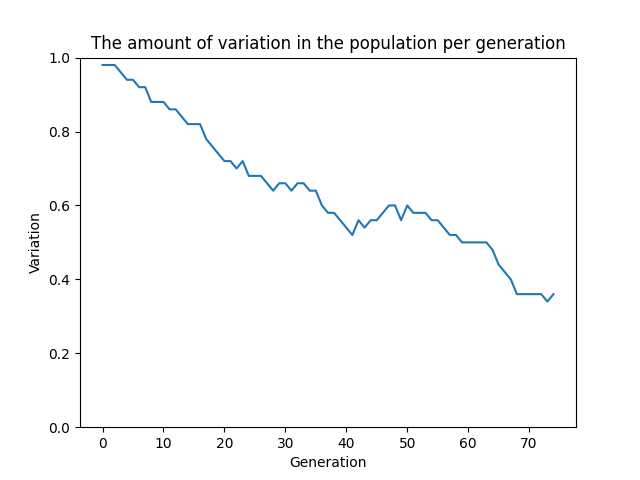 The amount of variation in the population per generation
1.0
0.8
0.6
0.4
0.2
0.0
Variation
0 10 20 30 40 50 60 70
Generation